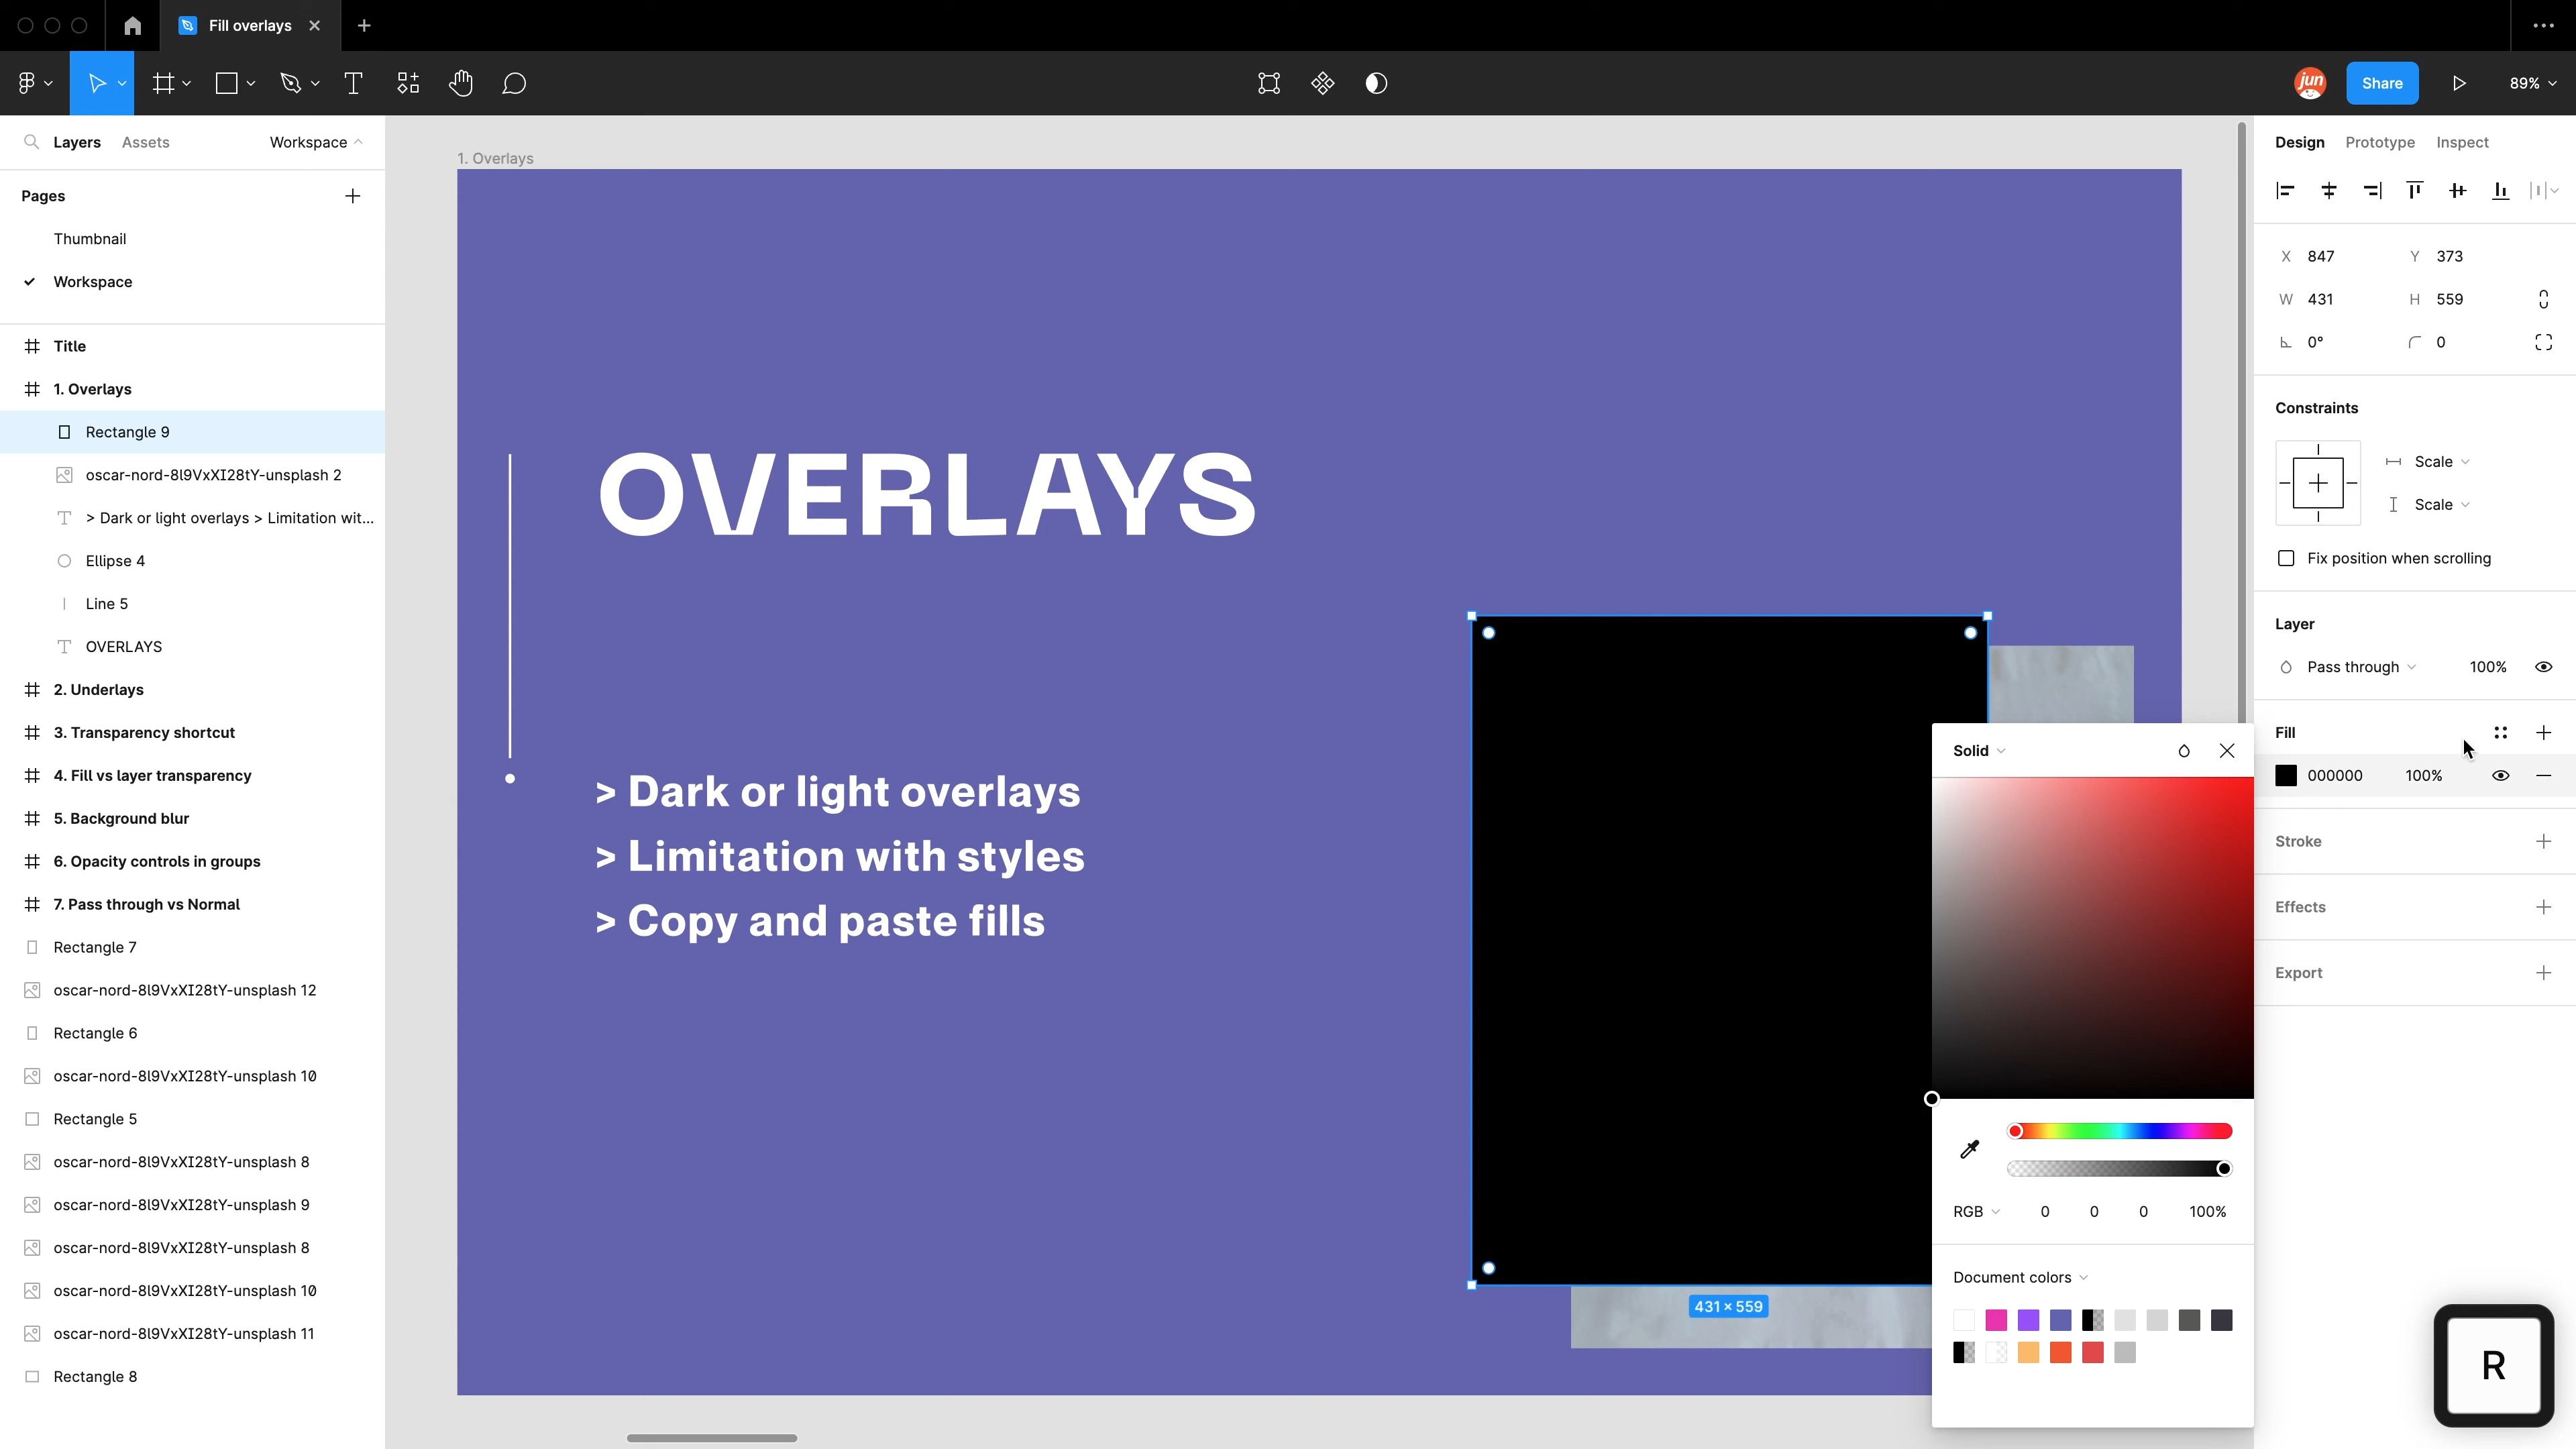 Fill overlays
jun
Share
89%
Layers
Assets
Workspace
Pages
Thumbnail
Workspace
Title
1. Overlays
Rectangle 9
oscar-nord-8l9VxXI28tY-unsplash 2
> Dark or light overlays > Limitation wit...
Ellipse 4
Line 5
OVERLAYS
2. Underlays
3. Transparency shortcut
4. Fill vs layer transparency
5. Background blur
6. Opacity controls in groups
7. Pass through vs Normal
Rectangle 7
oscar-nord-8l9VxXI28tY-unsplash 12
Rectangle 6
oscar-nord-8l9VxXI28tY-unsplash 10
Rectangle 5
oscar-nord-8l9VxXI28tY-unsplash 8
oscar-nord-8l9VxXI28tY-unsplash 9
oscar-nord-8l9VxXI28tY-unsplash 8
oscar-nord-8l9VxXI28tY-unsplash 10
oscar-nord-8l9VxXI28tY-unsplash 11
Rectangle 8
1. Overlays
OVERLAYS
> Dark or light overlays
> Limitation with styles
> Copy and paste fills
431 × 559
Solid
RGB 0 0 0 100%
Document colors
Design Prototype Inspect
X 847 Y 373
W 431 H 559
0° 0
Constraints
Scale
Scale
Fix position when scrolling
Layer
Pass through 100%
Fill
000000 100%
Stroke
Effects
Export
R